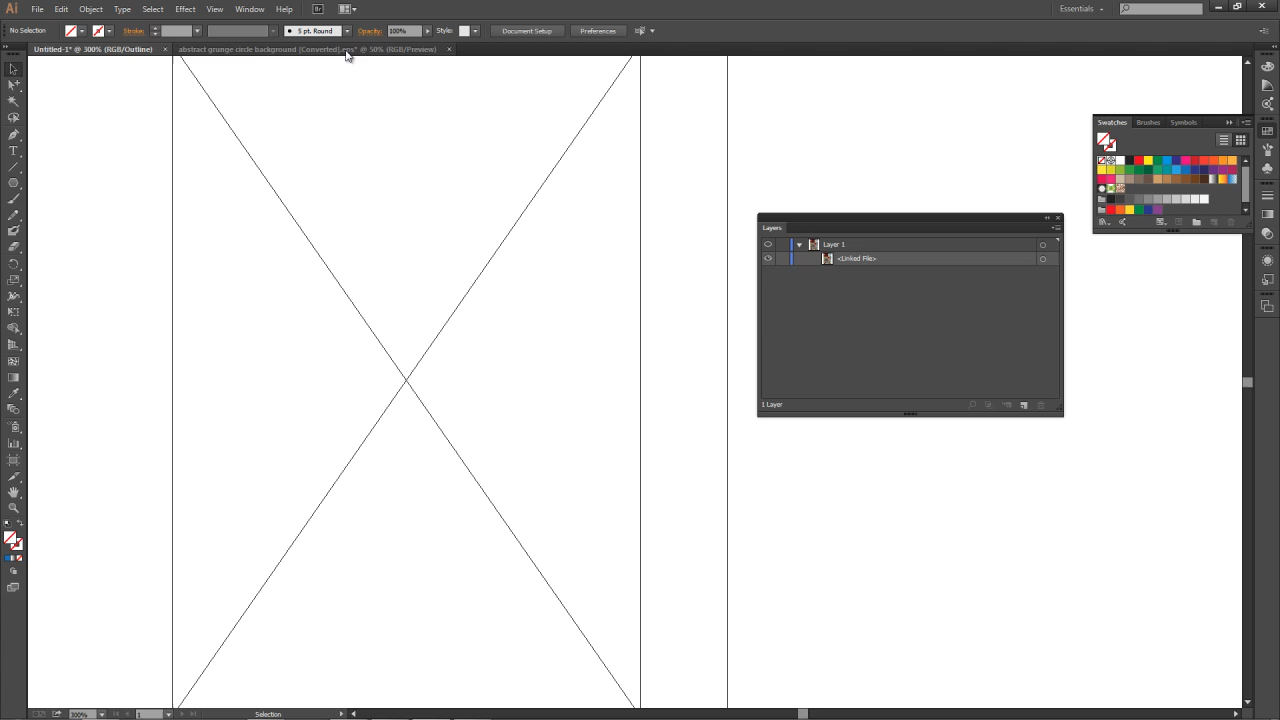 Ai File Edit Object Type Select Effect View Window Help Br Essentials
No Selection Stroke: 5 pt. Round Opacity: 100% Style: Document Setup Preferences
Untitled-1* @ 300% (RGB/Outline) × abstract grunge circle background [Converted].eps* @ 50% (RGB/Preview) ×
Swatches Brushes Symbols
Layers
Layer 1
<Linked File>
1 Layer
300% 1 Selection